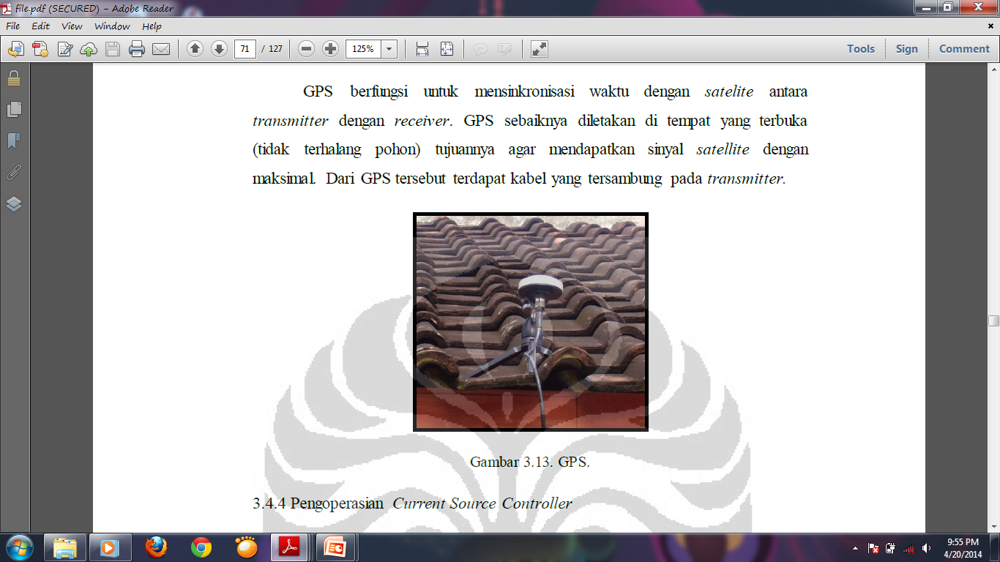 file.pdf (SECURED) - Adobe Reader
File Edit View Window Help
71 / 127 125% Tools Sign Comment
GPS berfungsi untuk mensinkronisasi waktu dengan satelite antara
transmitter dengan receiver. GPS sebaiknya diletakan di tempat yang terbuka
(tidak terhalang pohon) tujuannya agar mendapatkan sinyal satellite dengan
maksimal. Dari GPS tersebut terdapat kabel yang tersambung pada transmitter.
Gambar 3.13. GPS.
3.4.4 Pengoperasian Current Source Controller
9:55 PM
4/20/2014